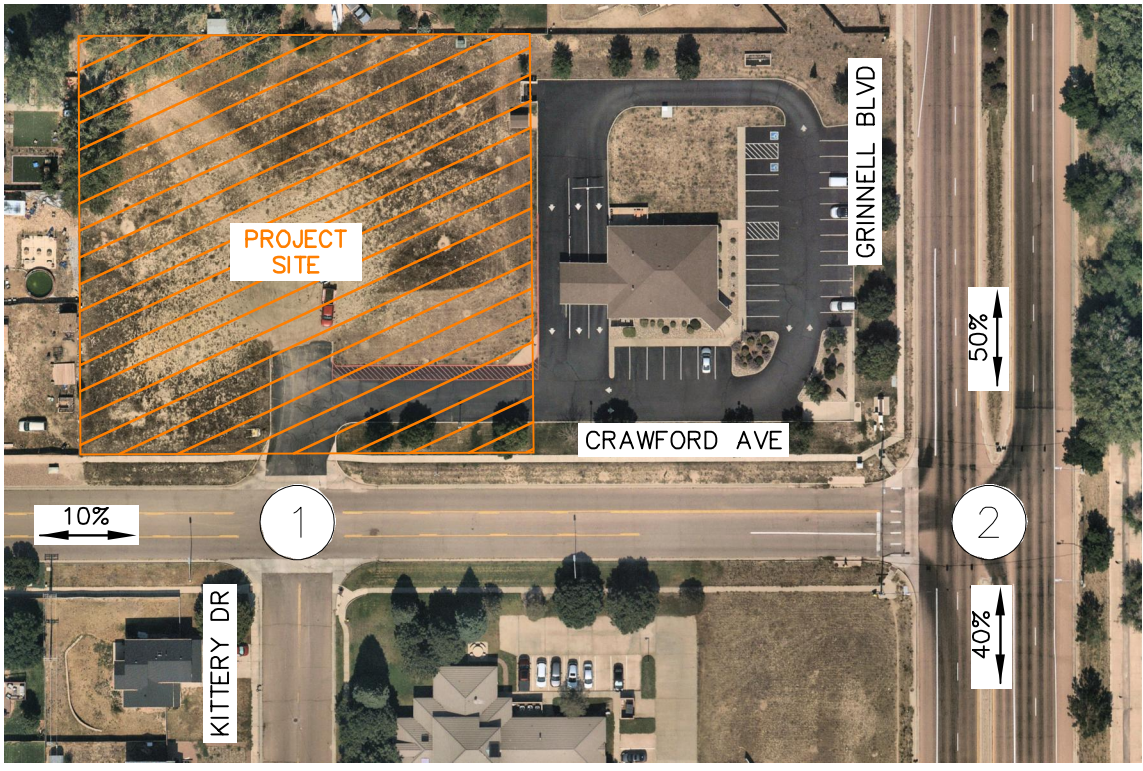 GRINNELL BLVD
PROJECT
SITE
50%
CRAWFORD AVE
10%
1
2
KITTERY DR
40%